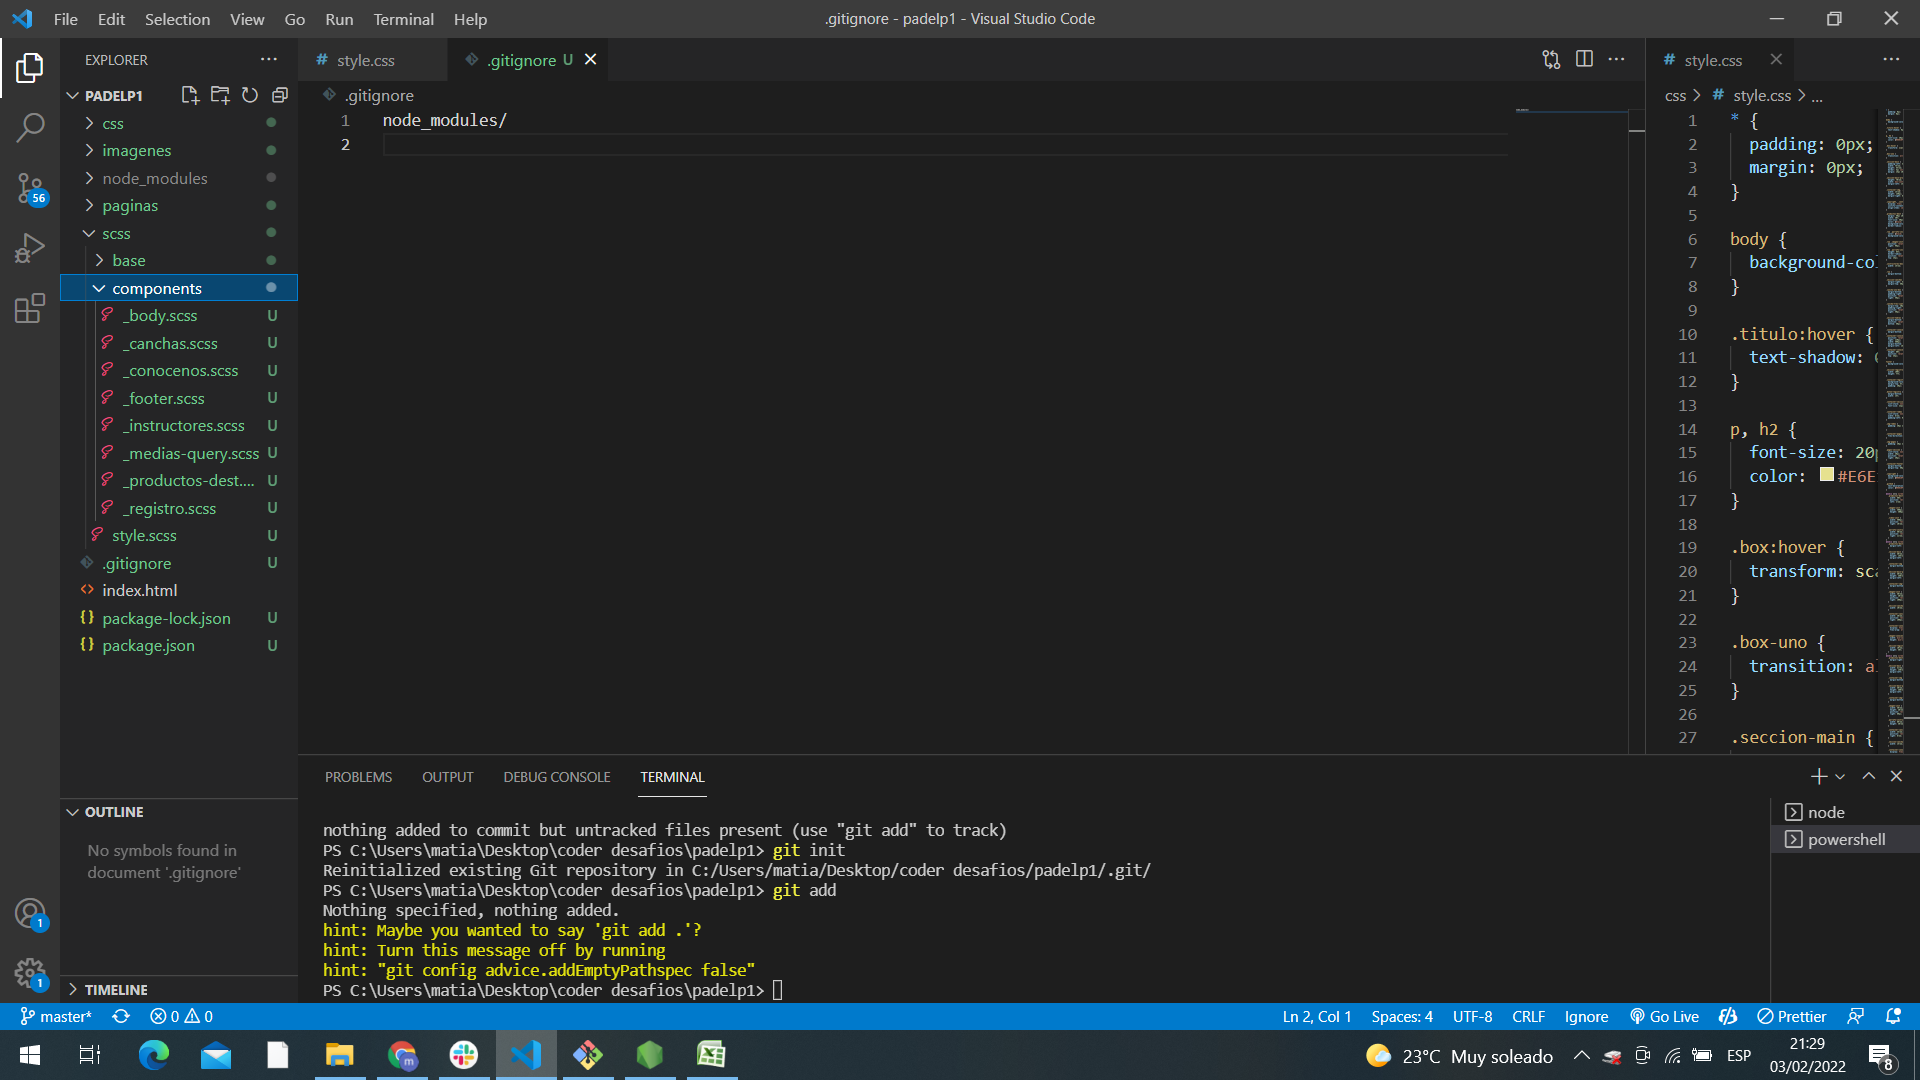 File Edit Selection View Go Run Terminal Help
.gitignore - padelp1 - Visual Studio Code
EXPLORER
PADELP1
css
imagenes
node_modules
paginas
scss
base
components
_body.scss U
_canchas.scss U
_conocenos.scss U
_footer.scss U
_instructores.scss U
_medias-query.scss U
_productos-dest.... U
_registro.scss U
style.scss U
.gitignore U
index.html
package-lock.json U
package.json U
OUTLINE
No symbols found in
document '.gitignore'
TIMELINE
56
1
1
style.css
.gitignore U
.gitignore
1 node_modules/
2
style.css
css > style.css > ...
1 * {
2 padding: 0px;
3 margin: 0px;
4 }
5
6 body {
7 background-co
8 }
9
10 .titulo:hover {
11 text-shadow:
12 }
13
14 p, h2 {
15 font-size: 20
16 color: #E6E
17 }
18
19 .box:hover {
20 transform: sc
21 }
22
23 .box-uno {
24 transition: a
25 }
26
27 .seccion-main {
PROBLEMS OUTPUT DEBUG CONSOLE TERMINAL
nothing added to commit but untracked files present (use "git add" to track)
PS C:\Users\matia\Desktop\coder desafios\padelp1> git init
Reinitialized existing Git repository in C:/Users/matia/Desktop/coder desafios/padelp1/.git/
PS C:\Users\matia\Desktop\coder desafios\padelp1> git add
Nothing specified, nothing added.
hint: Maybe you wanted to say 'git add .'?
hint: Turn this message off by running
hint: "git config advice.addEmptyPathspec false"
PS C:\Users\matia\Desktop\coder desafios\padelp1>
node
powershell
master* 0 0
Ln 2, Col 1 Spaces: 4 UTF-8 CRLF Ignore Go Live Prettier
23°C Muy soleado ESP
21:29
03/02/2022
8